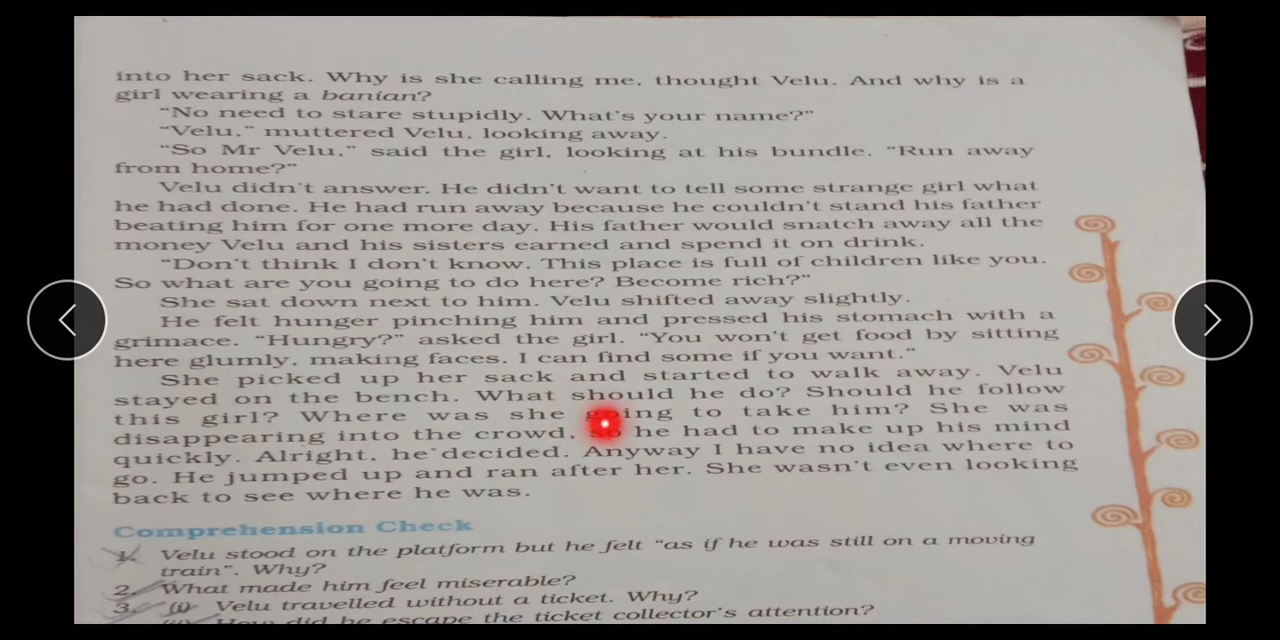 into her sack. Why is she calling me, thought Velu. And why is a
girl wearing a banian?
"No need to stare stupidly. What's your name?"
"Velu," muttered Velu, looking away.
"So Mr Velu," said the girl, looking at his bundle. "Run away
from home?"
Velu didn't answer. He didn't want to tell some strange girl what
he had done. He had run away because he couldn't stand his father
beating him for one more day. His father would snatch away all the
money Velu and his sisters earned and spend it on drink.
"Don't think I don't know. This place is full of children like you.
So what are you going to do here? Become rich?"
She sat down next to him. Velu shifted away slightly.
He felt hunger pinching him and pressed his stomach with a
grimace. "Hungry?" asked the girl. "You won't get food by sitting
here glumly, making faces. I can find some if you want."
She picked up her sack and started to walk away. Velu
stayed on the bench. What should he do? Should he follow
this girl? Where was she going to take him? She was
disappearing into the crowd, so he had to make up his mind
quickly. Alright, he decided. Anyway I have no idea where to
go. He jumped up and ran after her. She wasn't even looking
back to see where he was.
Comprehension Check
1. Velu stood on the platform but he felt "as if he was still on a moving
train". Why?
2. What made him feel miserable?
3. (i) Velu travelled without a ticket. Why?
(ii) How did he escape the ticket collector's attention?